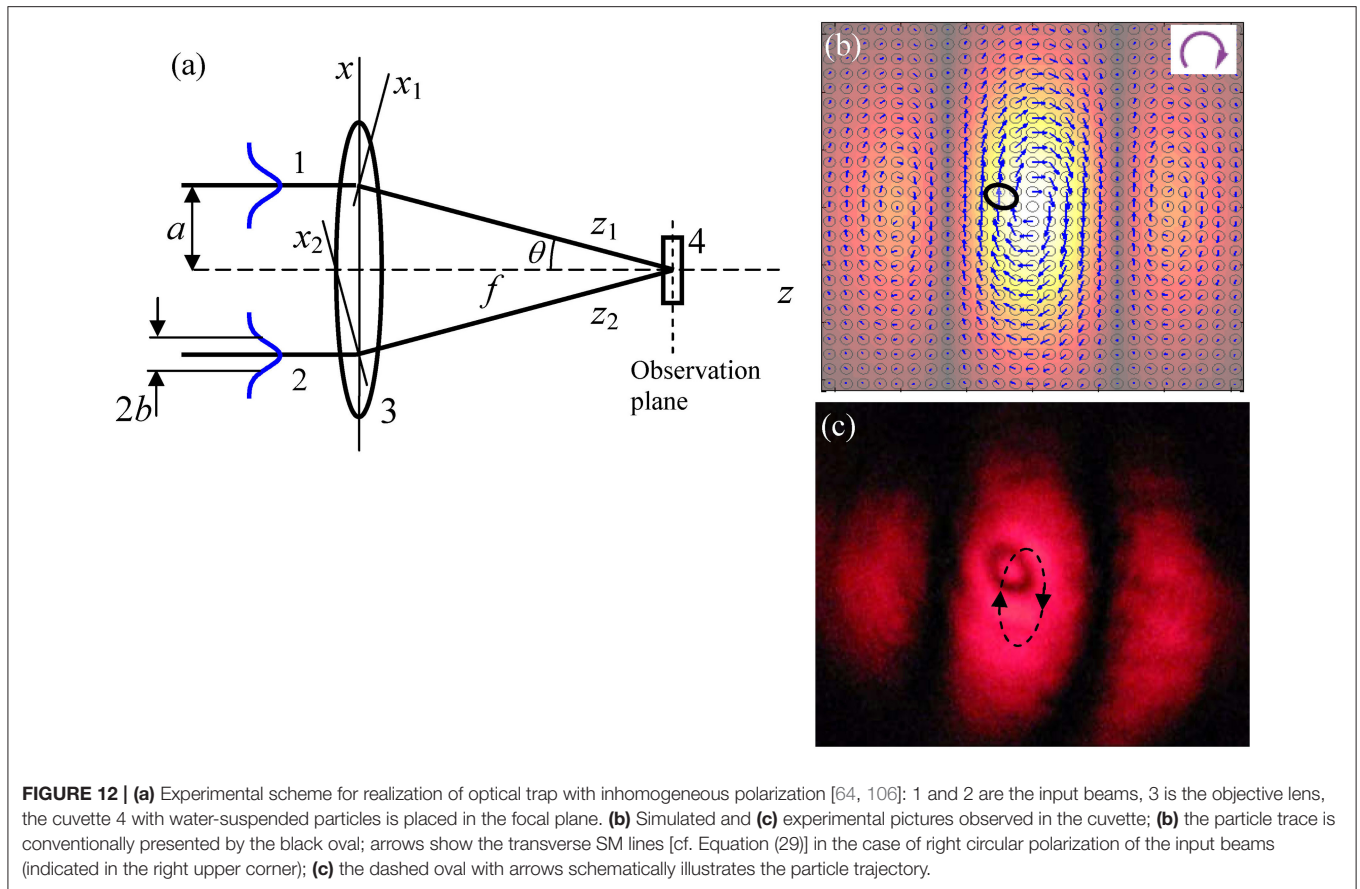 (a)
x
x1
1
a
x2
z1
4
θ
f
z
z2
2
2b
3
Observation
plane
(b)
(c)
FIGURE 12 | (a) Experimental scheme for realization of optical trap with inhomogeneous polarization [64, 106]: 1 and 2 are the input beams, 3 is the objective lens,
the cuvette 4 with water-suspended particles is placed in the focal plane. (b) Simulated and (c) experimental pictures observed in the cuvette; (b) the particle trace is
conventionally presented by the black oval; arrows show the transverse SM lines [cf. Equation (29)] in the case of right circular polarization of the input beams
(indicated in the right upper corner); (c) the dashed oval with arrows schematically illustrates the particle trajectory.